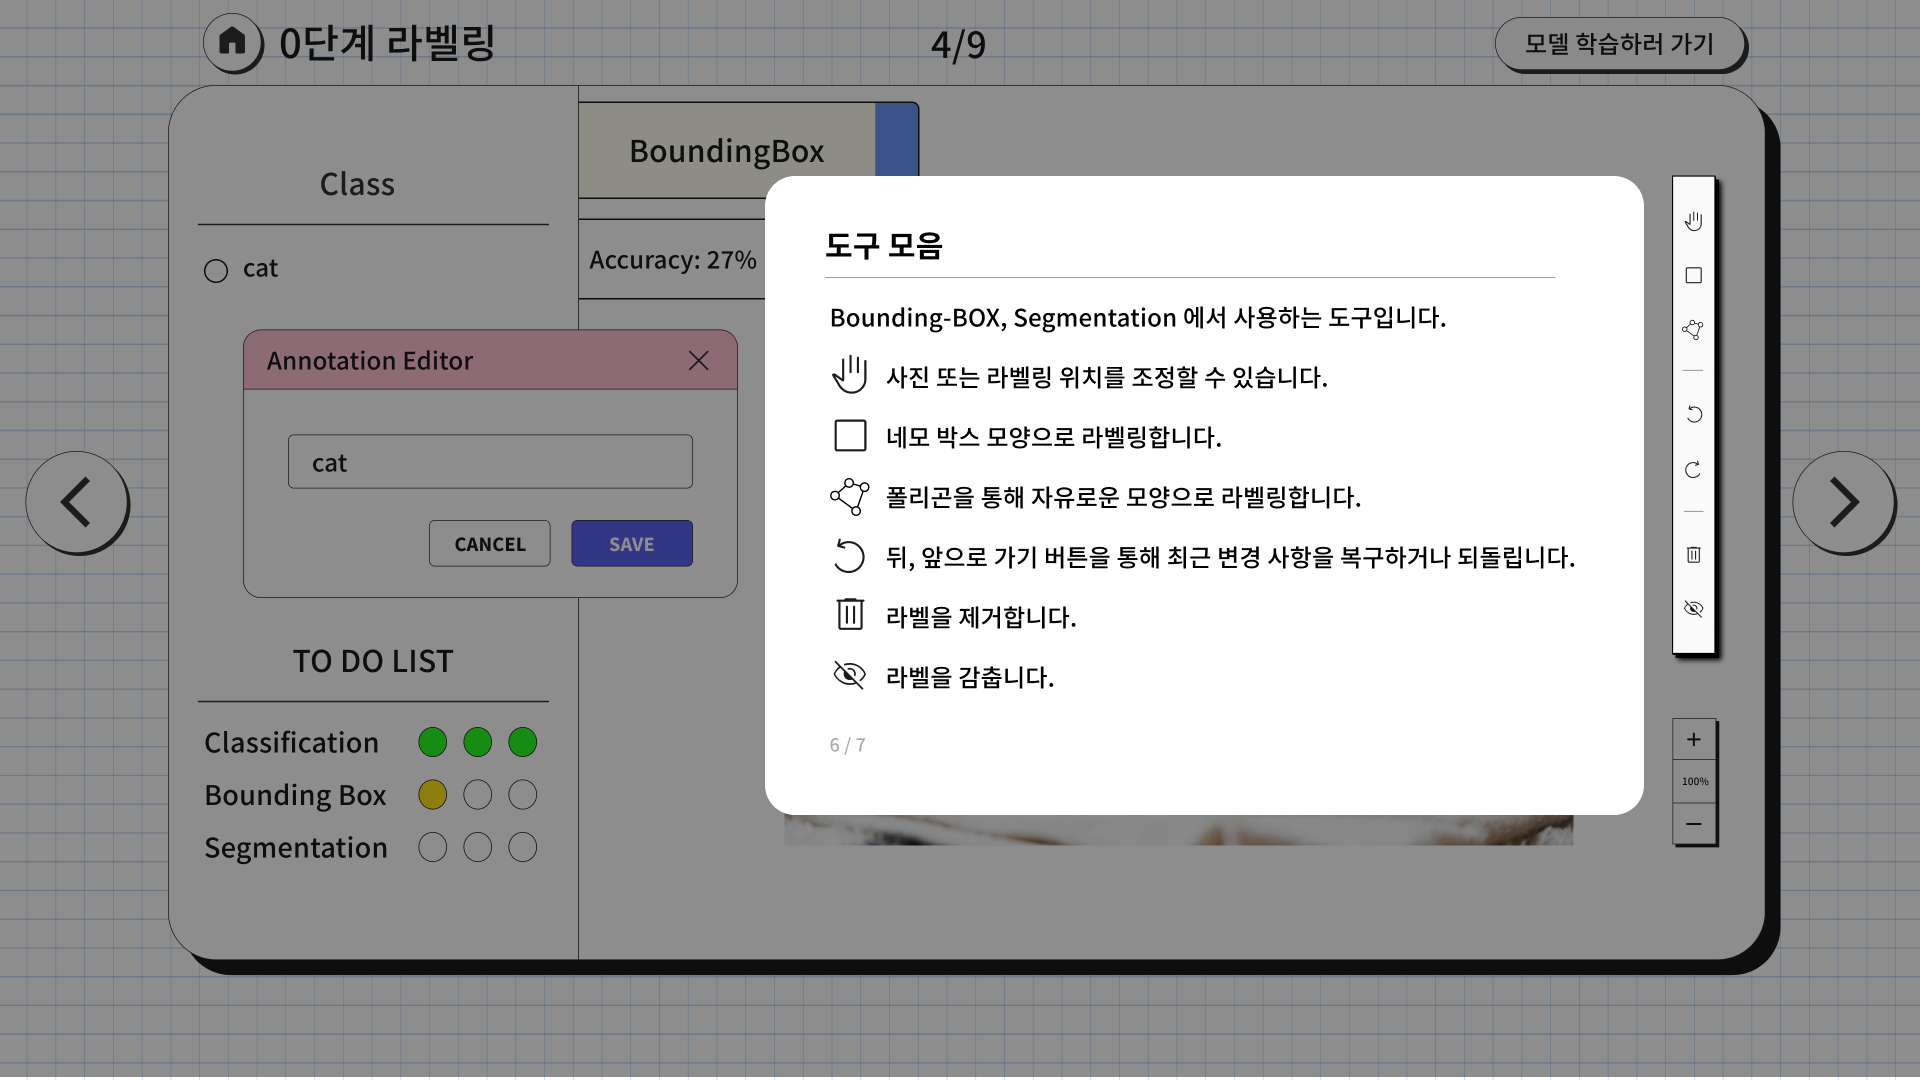 0단계 라벨링
4/9
모델 학습하러 가기
Class
cat
BoundingBox
Accuracy: 27%
Annotation Editor
cat
CANCEL
SAVE
TO DO LIST
Classification
Bounding Box
Segmentation
도구 모음
Bounding-BOX, Segmentation 에서 사용하는 도구입니다.
사진 또는 라벨링 위치를 조정할 수 있습니다.
네모 박스 모양으로 라벨링합니다.
폴리곤을 통해 자유로운 모양으로 라벨링합니다.
뒤, 앞으로 가기 버튼을 통해 최근 변경 사항을 복구하거나 되돌립니다.
라벨을 제거합니다.
라벨을 감춥니다.
6 / 7
+
100%
−